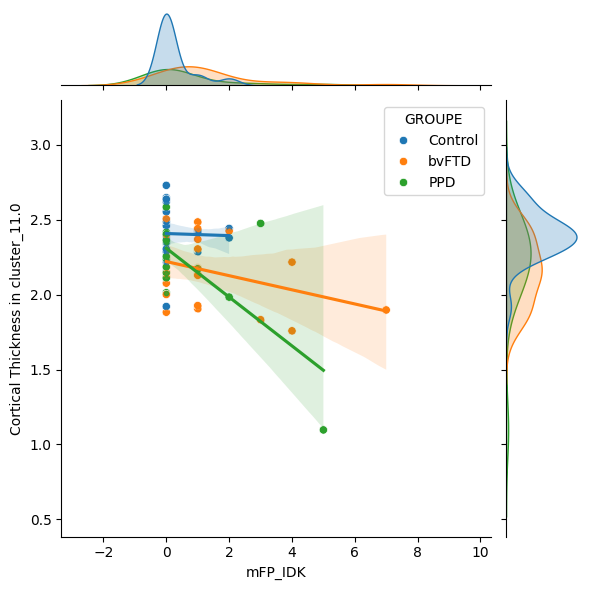 GROUPE
Control
bvFTD
PPD
3.0
2.5
2.0
1.5
1.0
0.5
Cortical Thickness in cluster_11.0
−2
0
2
4
6
8
10
mFP_IDK